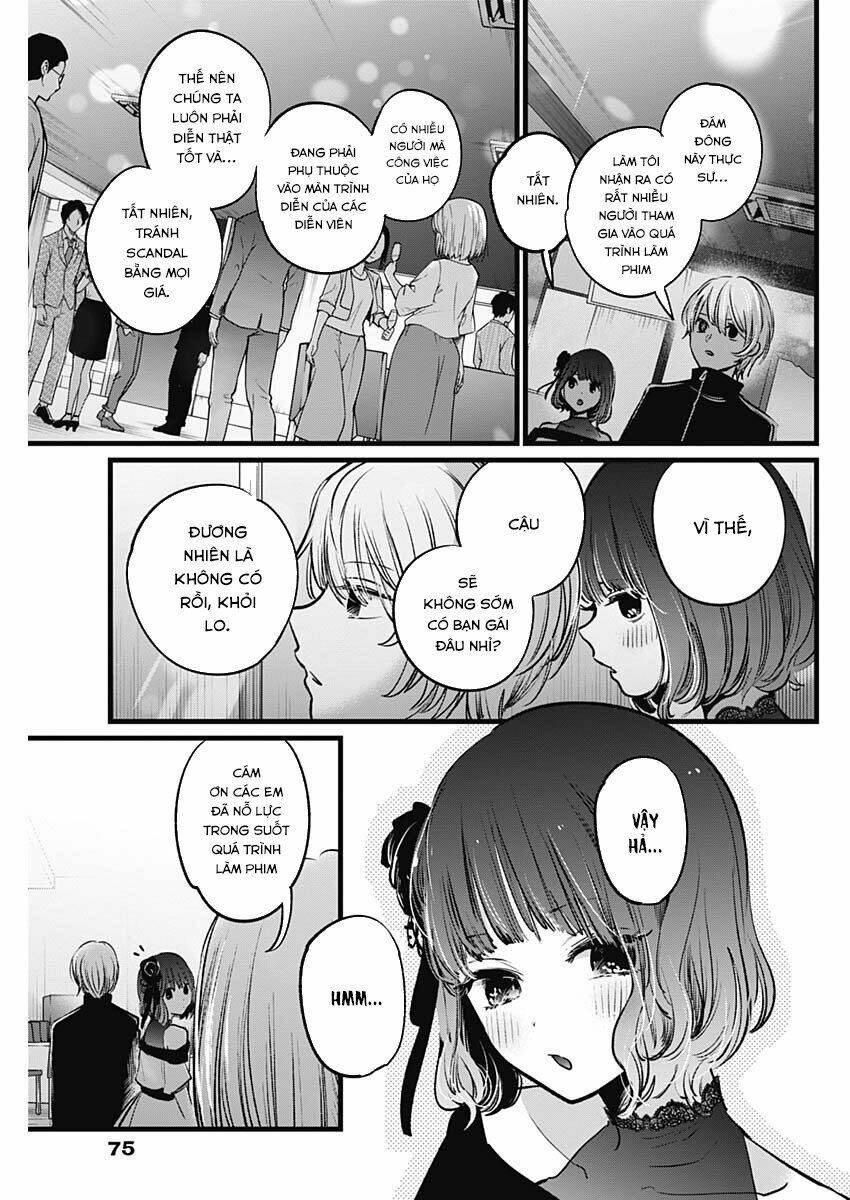 ĐÁM
ĐÔNG
NÀY THỰC
SỰ...
LÀM TÔI
NHẬN RA CÓ
RẤT NHIỀU
NGƯỜI THAM
GIA VÀO QUÁ
TRÌNH LÀM
PHIM
TẤT
NHIÊN.
CÓ NHIỀU
NGƯỜI MÀ
CÔNG VIỆC
CỦA HỌ
ĐANG PHẢI
PHỤ THUỘC
VÀO MÀN TRÌNH
DIỄN CỦA CÁC
DIỄN VIÊN
THẾ NÊN
CHÚNG TA
LUÔN PHẢI
DIỄN THẬT
TỐT VÀ...
TẤT NHIÊN,
TRÁNH
SCANDAL
BẰNG MỌI
GIÁ.
VÌ THẾ,
CẬU
SẼ
KHÔNG SỚM
CÓ BẠN GÁI
ĐÂU NHỈ?
ĐƯƠNG
NHIÊN LÀ
KHÔNG CÓ
RỒI, KHỎI
LO.
VẬY
HẢ...
HMM...
CÁM
ƠN CÁC EM
ĐÃ NỖ LỰC
TRONG SUỐT
QUÁ TRÌNH
LÀM PHIM
75